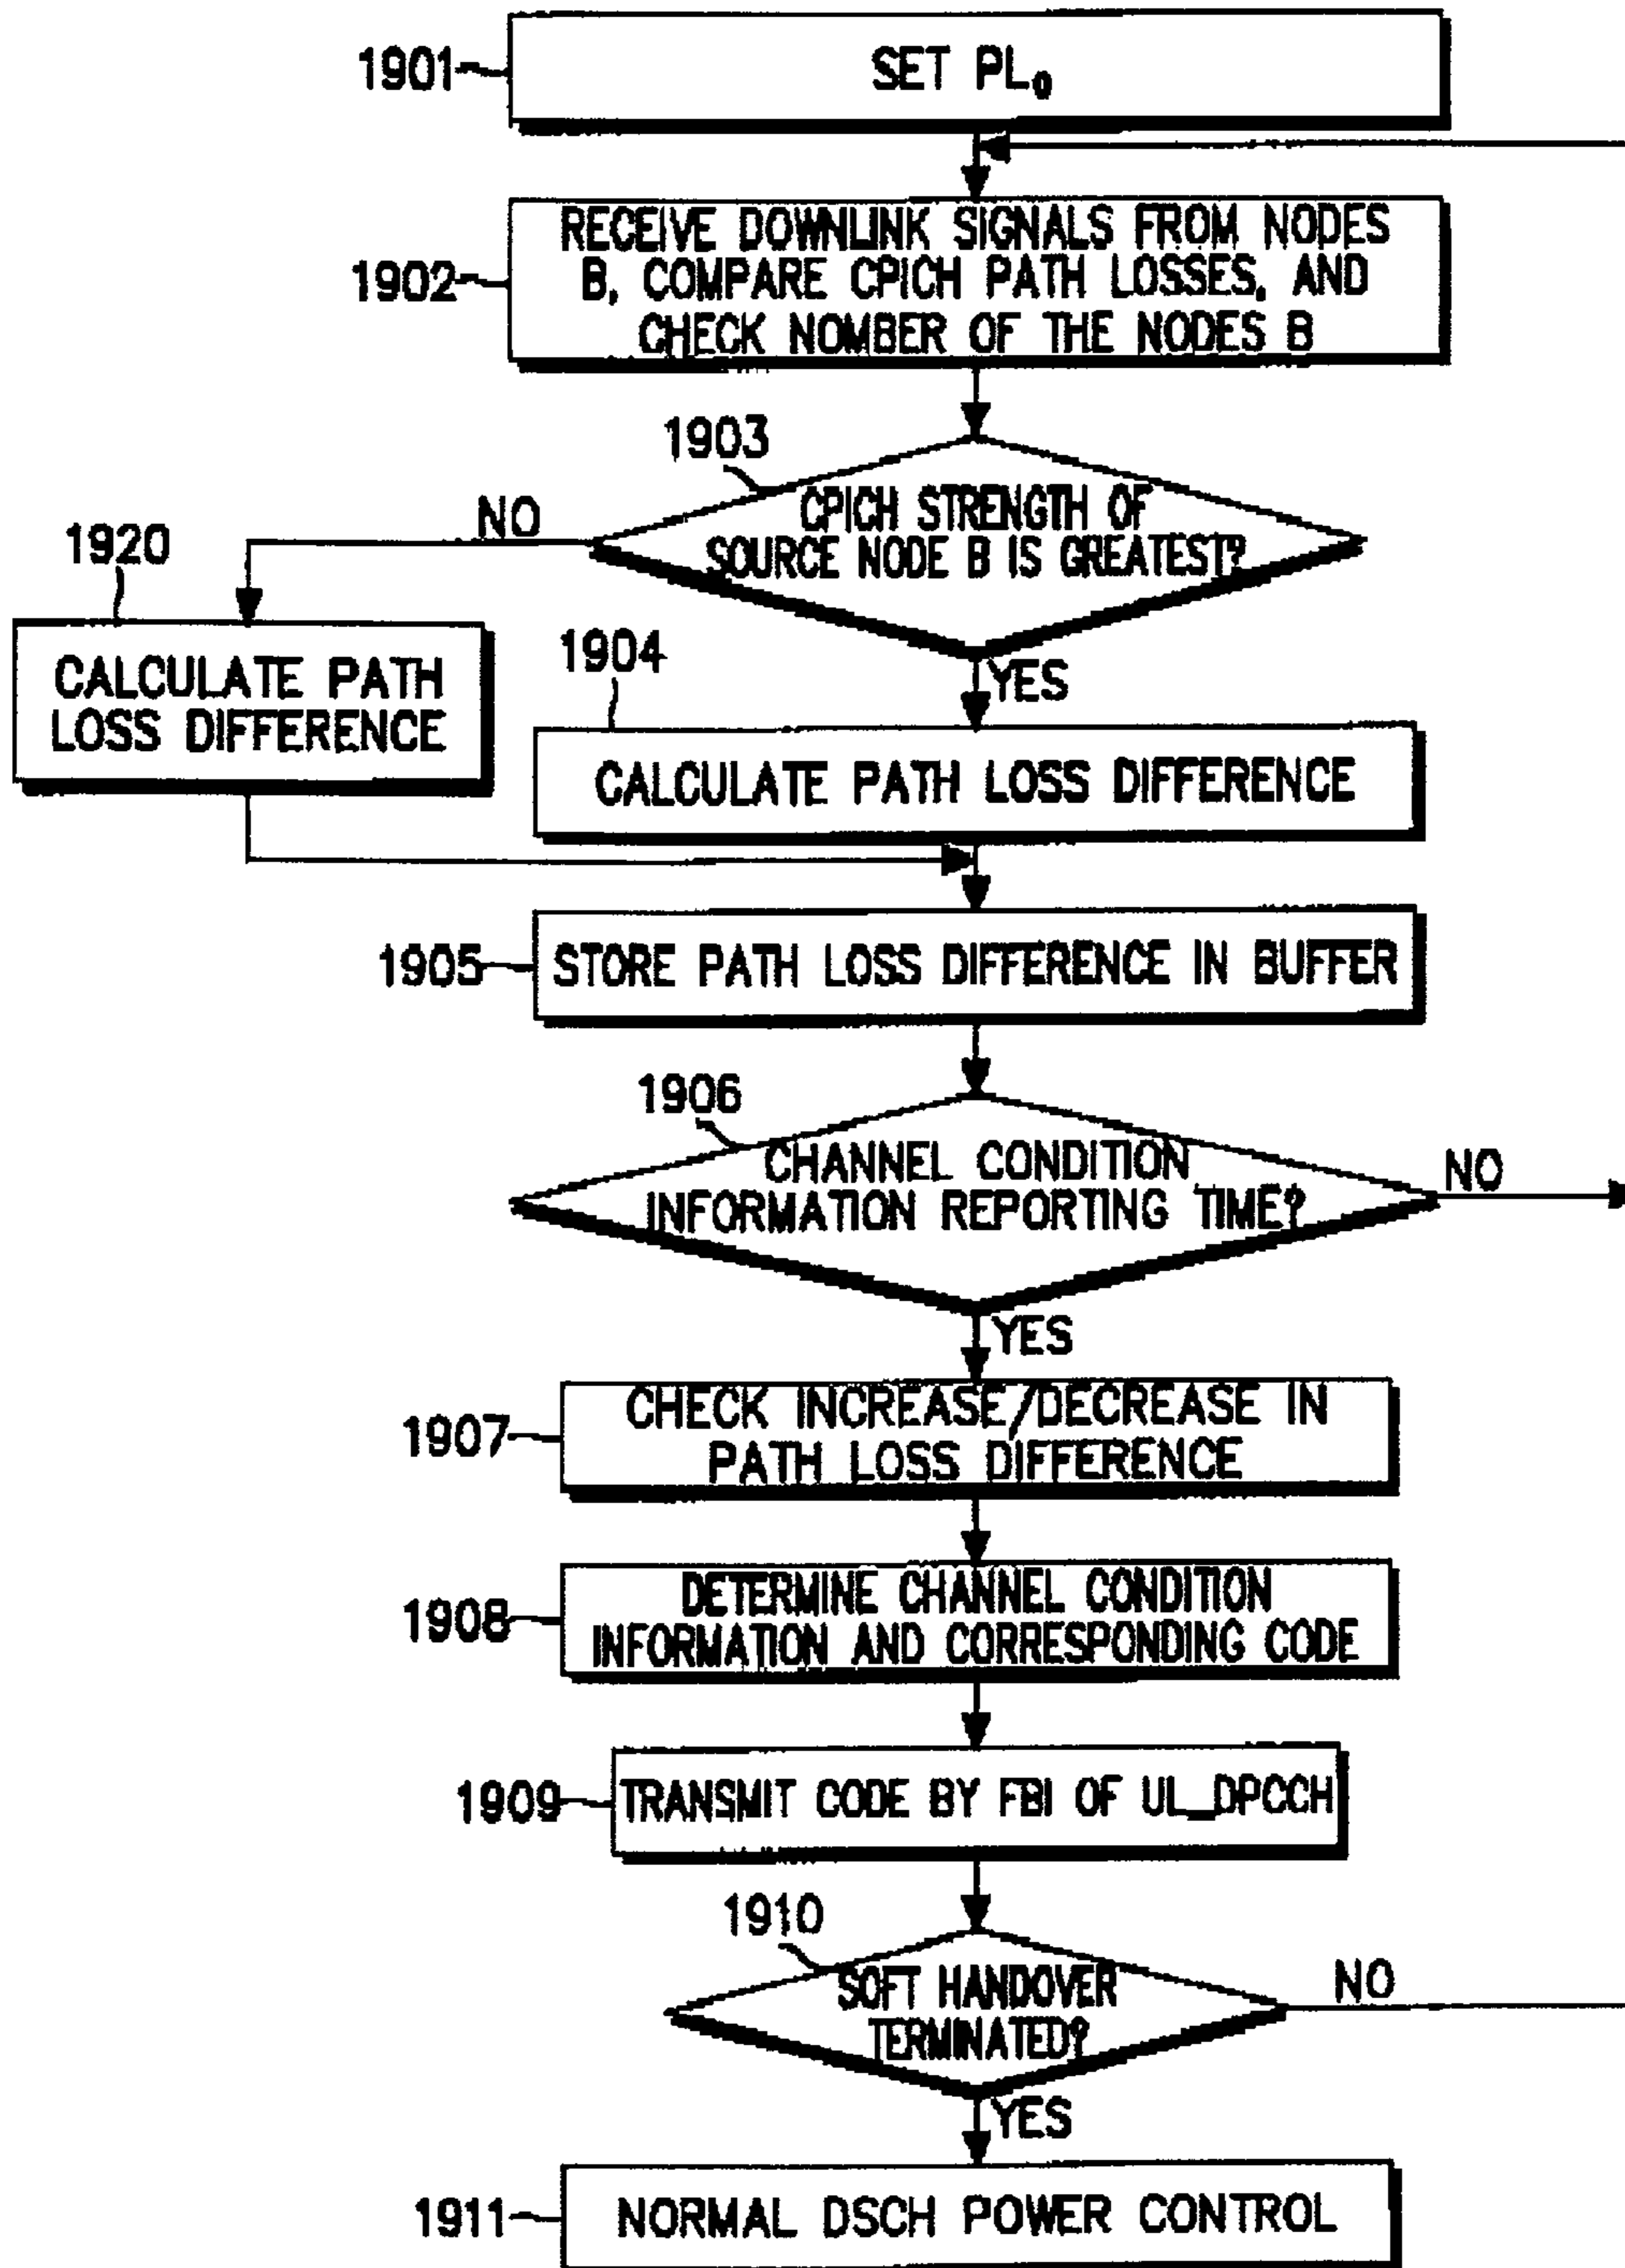 1901
SET PL₀
1902
RECEIVE DOWNLINK SIGNALS FROM NODES
B, COMPARE CPICH PATH LOSSES, AND
CHECK NOMBER OF THE NODES B
1903
CPICH STRENGTH OF
SOURCE NODE B IS GREATEST?
NO
YES
1920
CALCULATE PATH
LOSS DIFFERENCE
1904
CALCULATE PATH LOSS DIFFERENCE
1905
STORE PATH LOSS DIFFERENCE IN BUFFER
1906
CHANNEL CONDITION
INFORMATION REPORTING TIME?
NO
YES
1907
CHECK INCREASE/DECREASE IN
PATH LOSS DIFFERENCE
1908
DETERMINE CHANNEL CONDITION
INFORMATION AND CORRESPONDING CODE
1909
TRANSMIT CODE BY FBI OF UL_DPCCH
1910
SOFT HANDOVER
TERMINATED?
NO
YES
1911
NORMAL DSCH POWER CONTROL